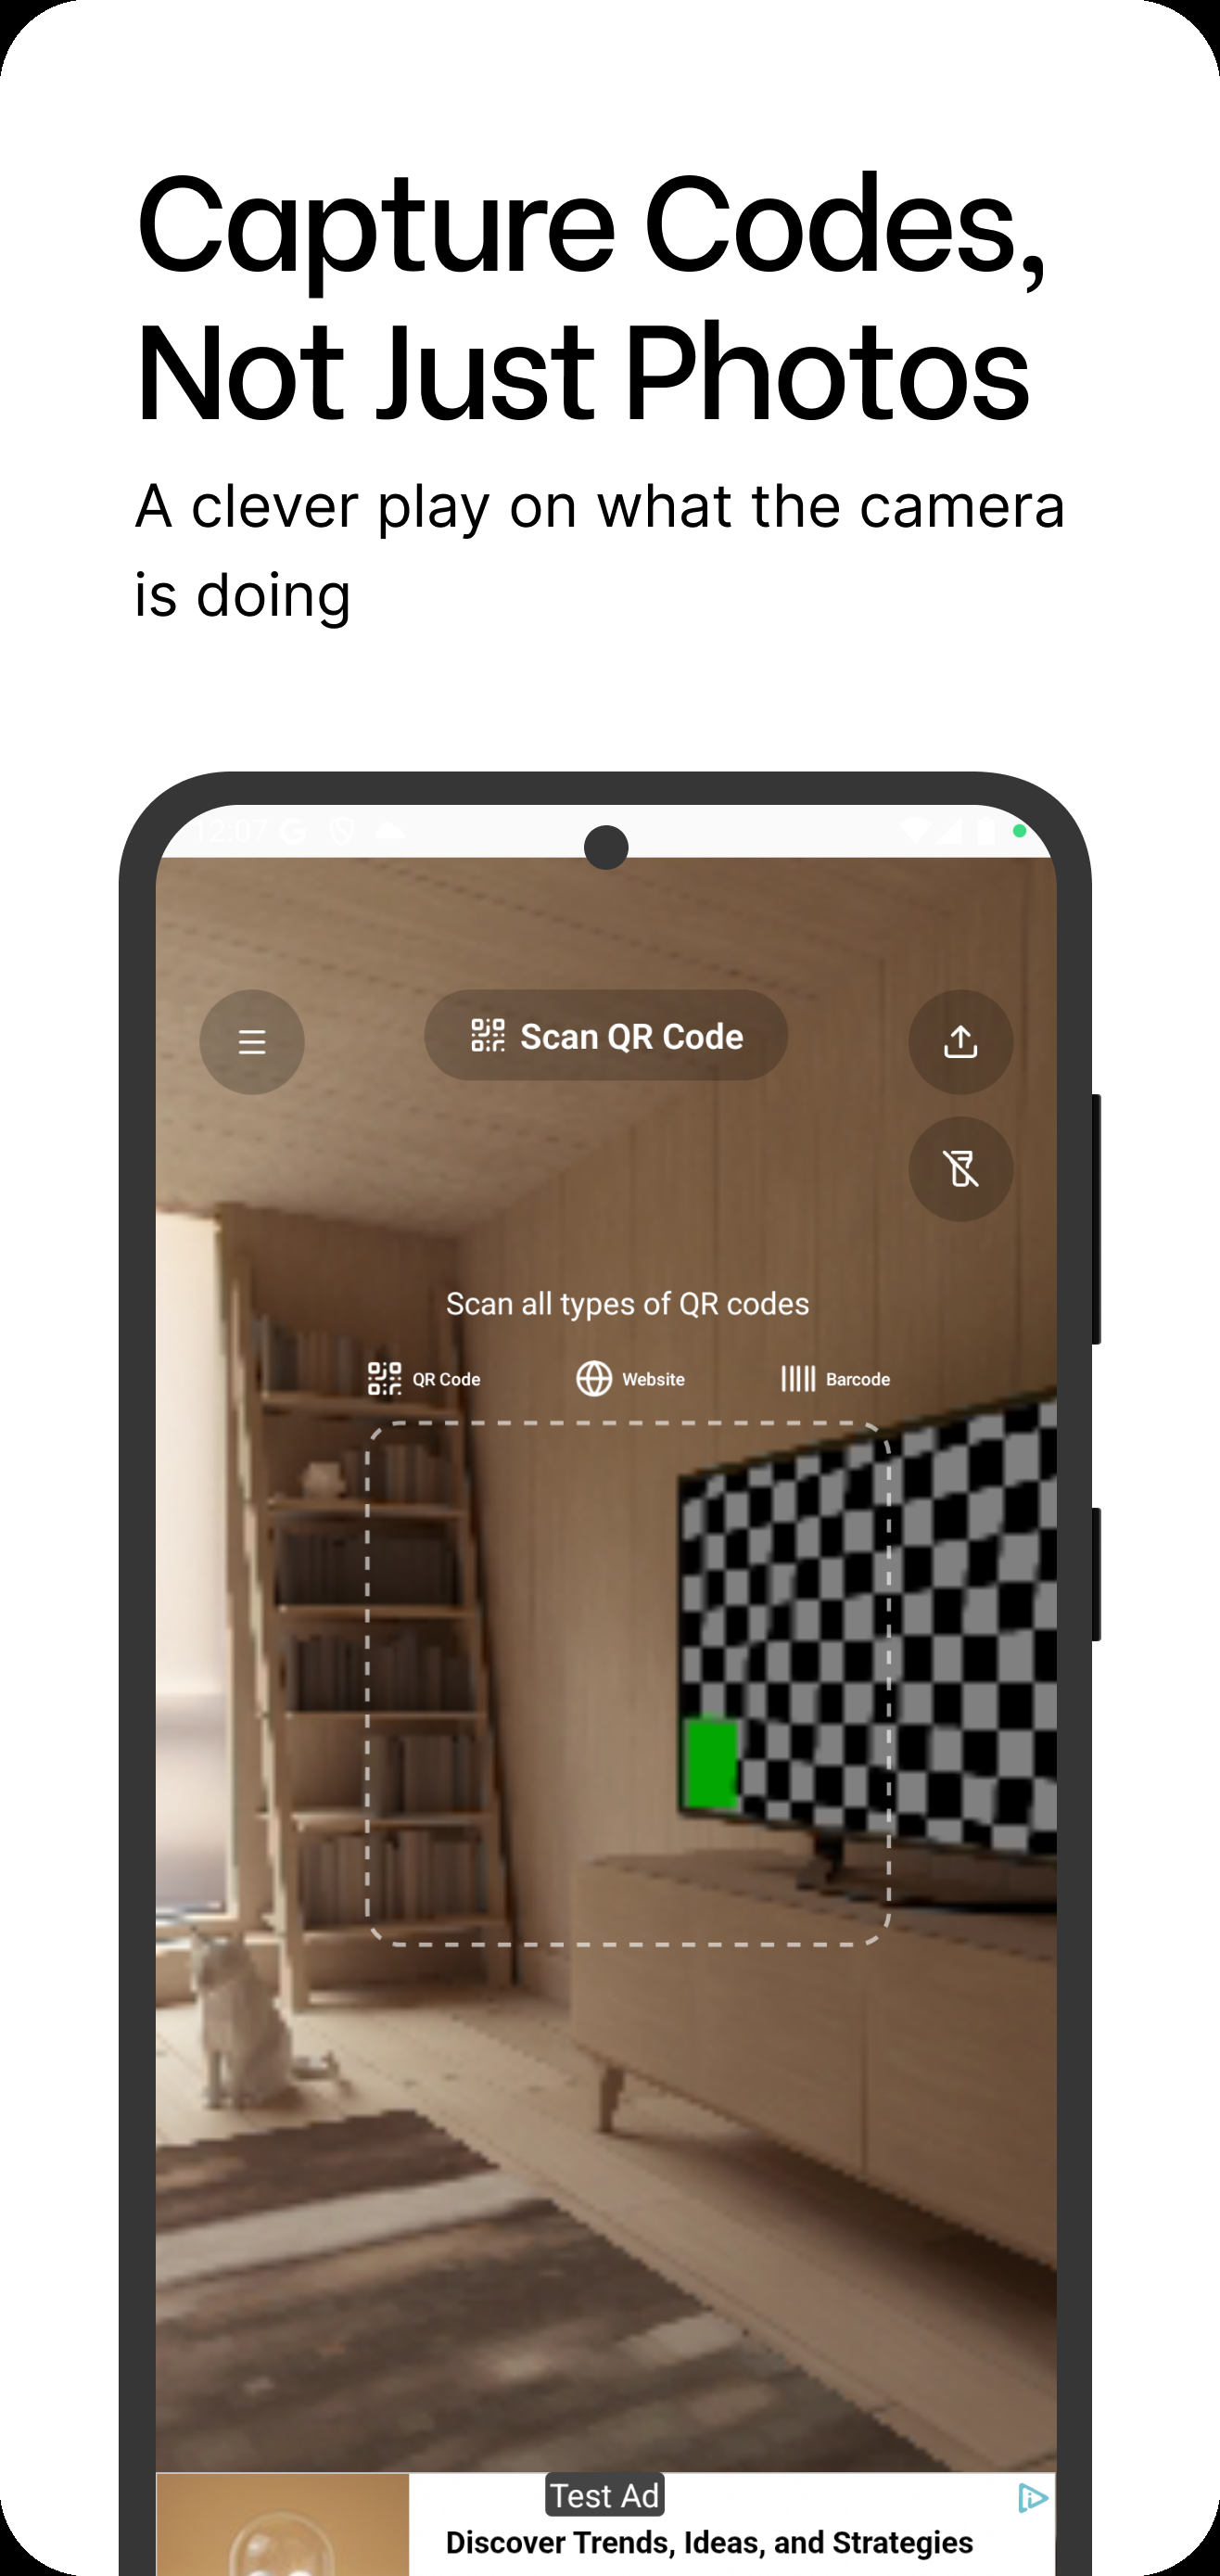 Capture Codes,
Not Just Photos
A clever play on what the camera
is doing
12:07
Scan QR Code
Scan all types of QR codes
QR Code
Website
Barcode
Test Ad
Discover Trends, Ideas, and Strategies